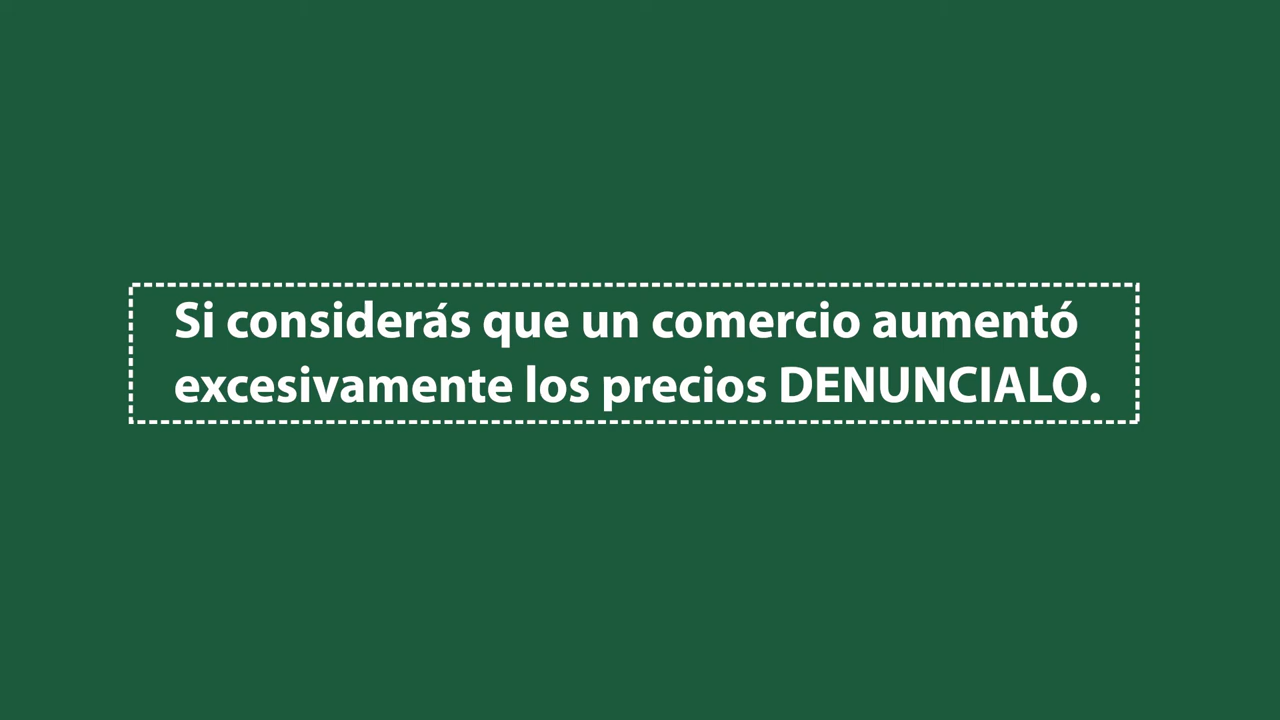 Si considerás que un comercio aumentó
excesivamente los precios DENUNCIALO.